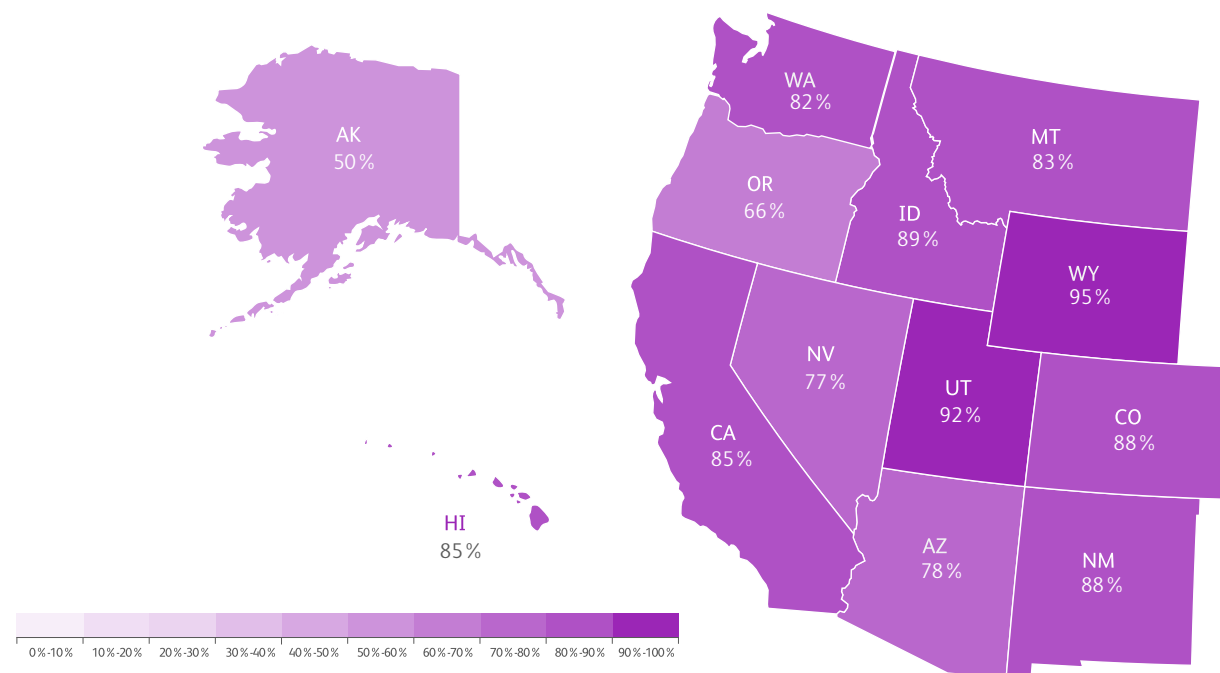 WA
82%
AK
50%
MT
83%
OR
66%
ID
89%
WY
95%
NV
77%
UT
92%
CO
88%
CA
85%
HI
85%
AZ
78%
NM
88%
0%-10% 10%-20% 20%-30% 30%-40% 40%-50% 50%-60% 60%-70% 70%-80% 80%-90% 90%-100%